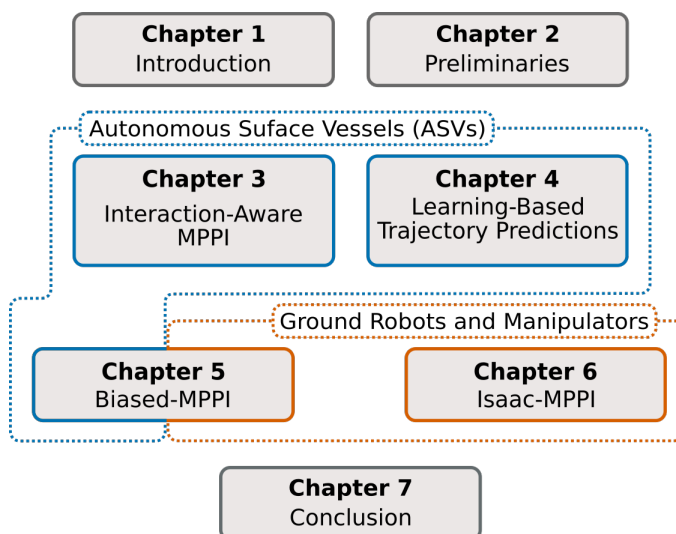 Chapter 1
Introduction
Chapter 2
Preliminaries
Autonomous Suface Vessels (ASVs)
Chapter 3
Interaction-Aware
MPPI
Chapter 4
Learning-Based
Trajectory Predictions
Ground Robots and Manipulators
Chapter 5
Biased-MPPI
Chapter 6
Isaac-MPPI
Chapter 7
Conclusion